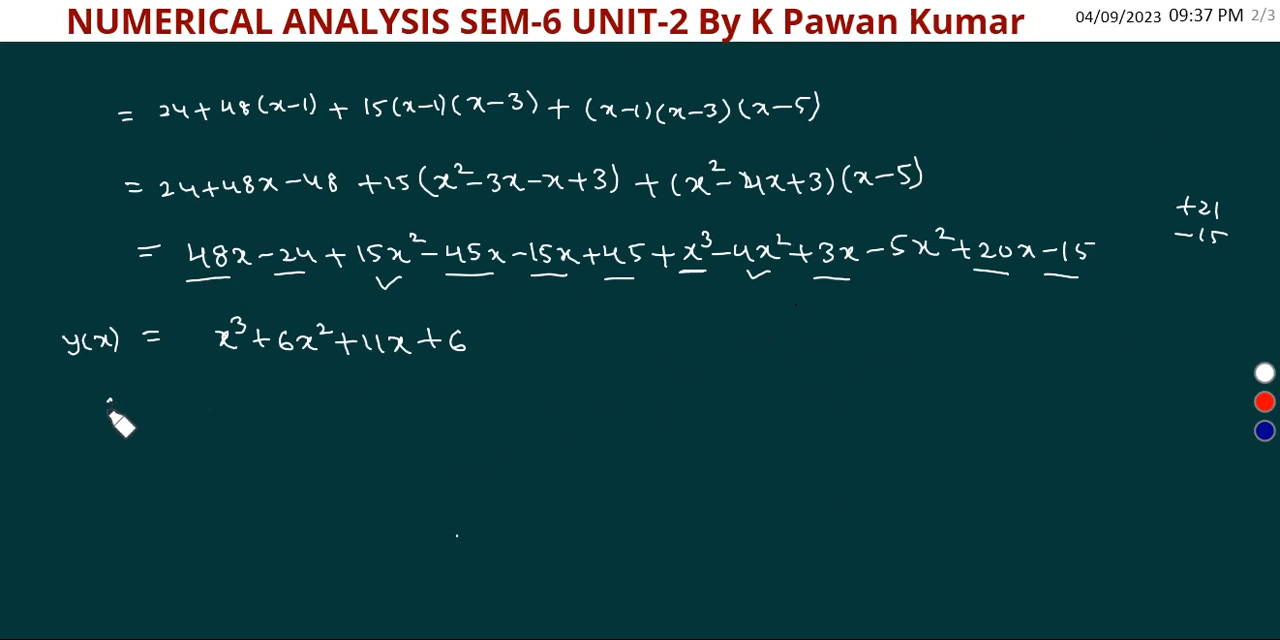 NUMERICAL ANALYSIS SEM-6 UNIT-2 By K Pawan Kumar
04/09/2023 09:37 PM 2/3
= 24 + 48(x-1) + 15(x-1)(x-3) + (x-1)(x-3)(x-5)
= 24+48x-48 +15(x²-3x-x+3) + (x²-4x+3)(x-5)
+21
-15
= 48x-24+15x²-45x-15x+45+x³-4x²+3x-5x²+20x-15
y(x) = x³+6x²+11x+6